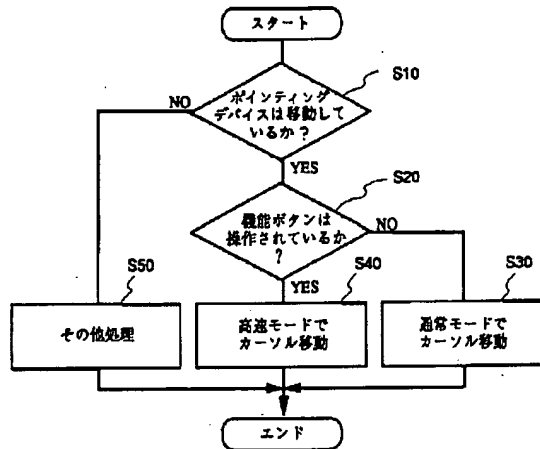 スタート
S10
ポインティング
デバイスは移動して
いるか?
NO
YES
S20
機能ボタンは
操作されているか
?
NO
YES
S50
その他処理
S40
高速モードで
カーソル移動
S30
通常モードで
カーソル移動
エンド